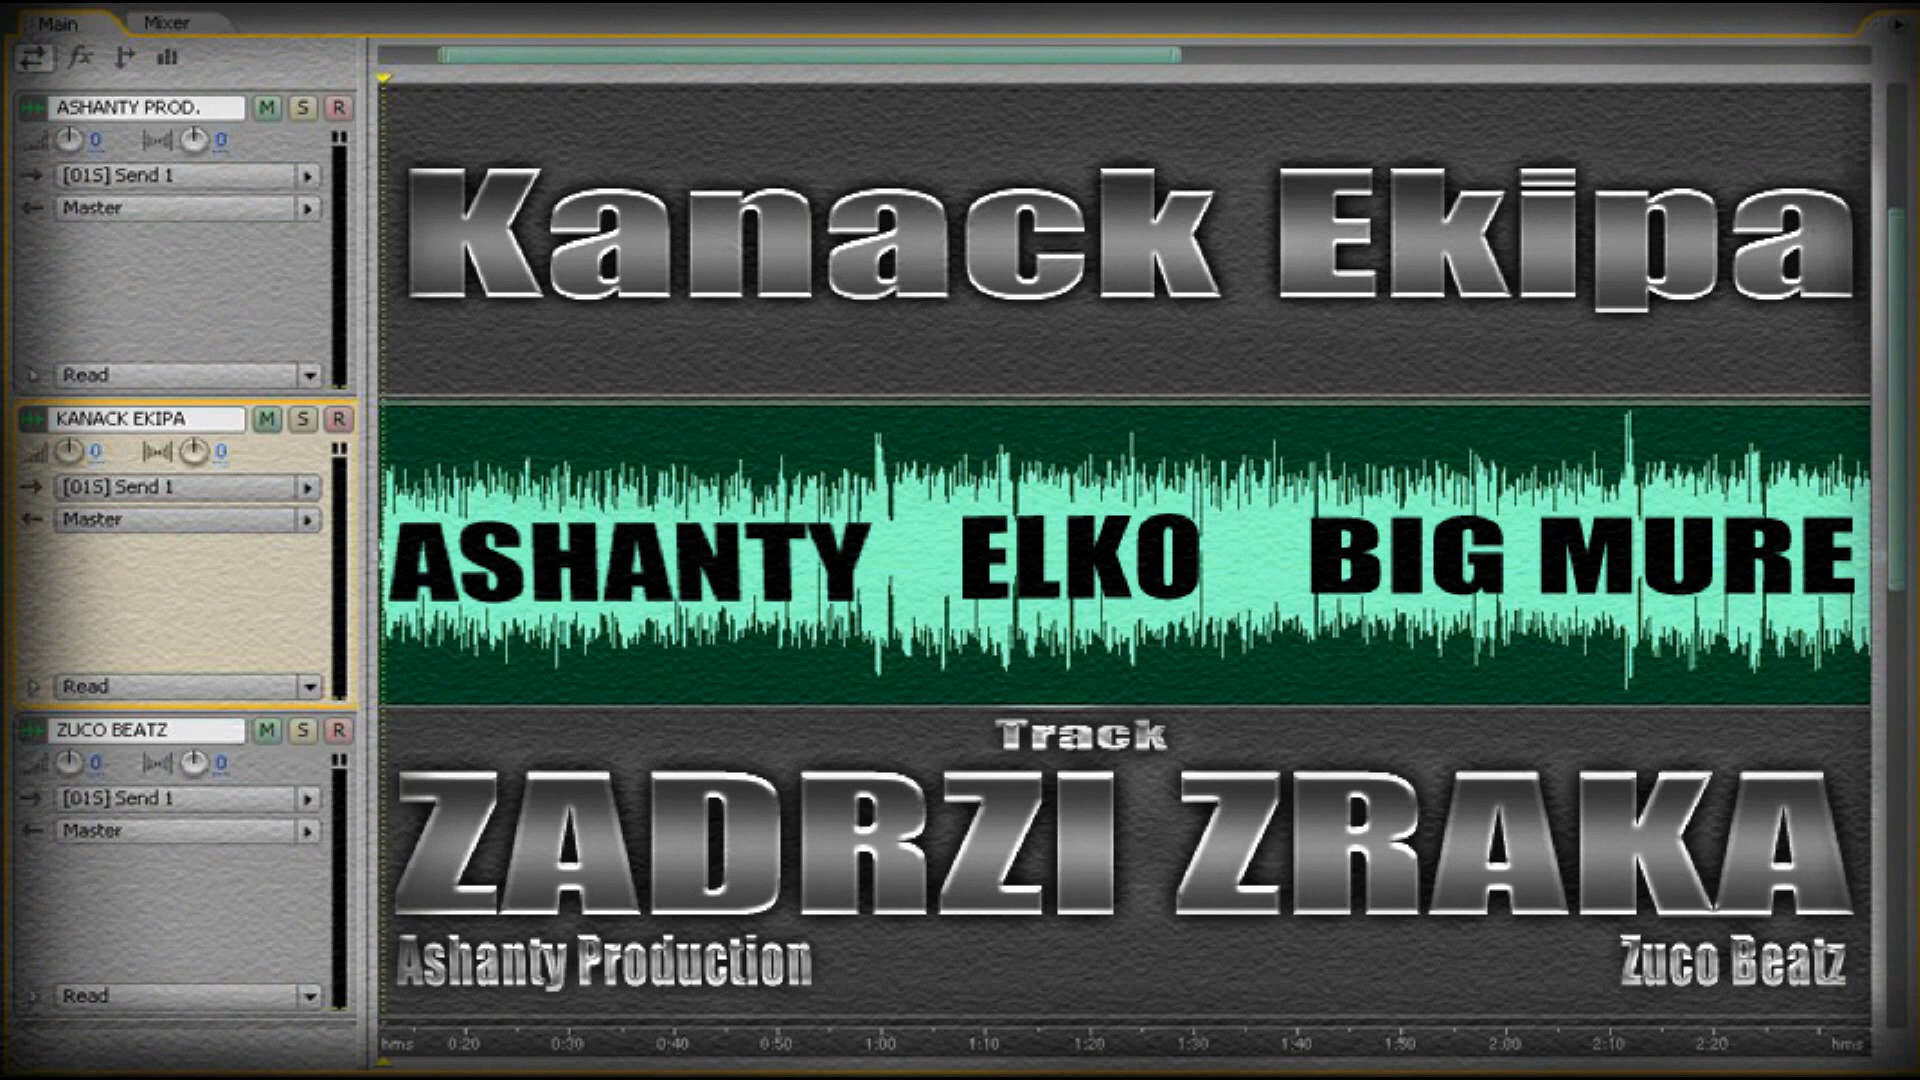 Main Mixer
fx
ASHANTY PROD. M S R
0 0
[01S] Send 1
Master
Read
Kanack Ekipa
KANACK EKIPA M S R
0 0
[01S] Send 1
Master
Read
ASHANTY ELKO BIG MURE
ZUCO BEATZ M S R
0 0
[01S] Send 1
Master
Read
Track
ZADRZI ZRAKA
Ashanty Production Zuco Beatz
hms 0:20 0:30 0:40 0:50 1:00 1:10 1:20 1:30 1:40 1:50 2:00 2:10 2:20 hms